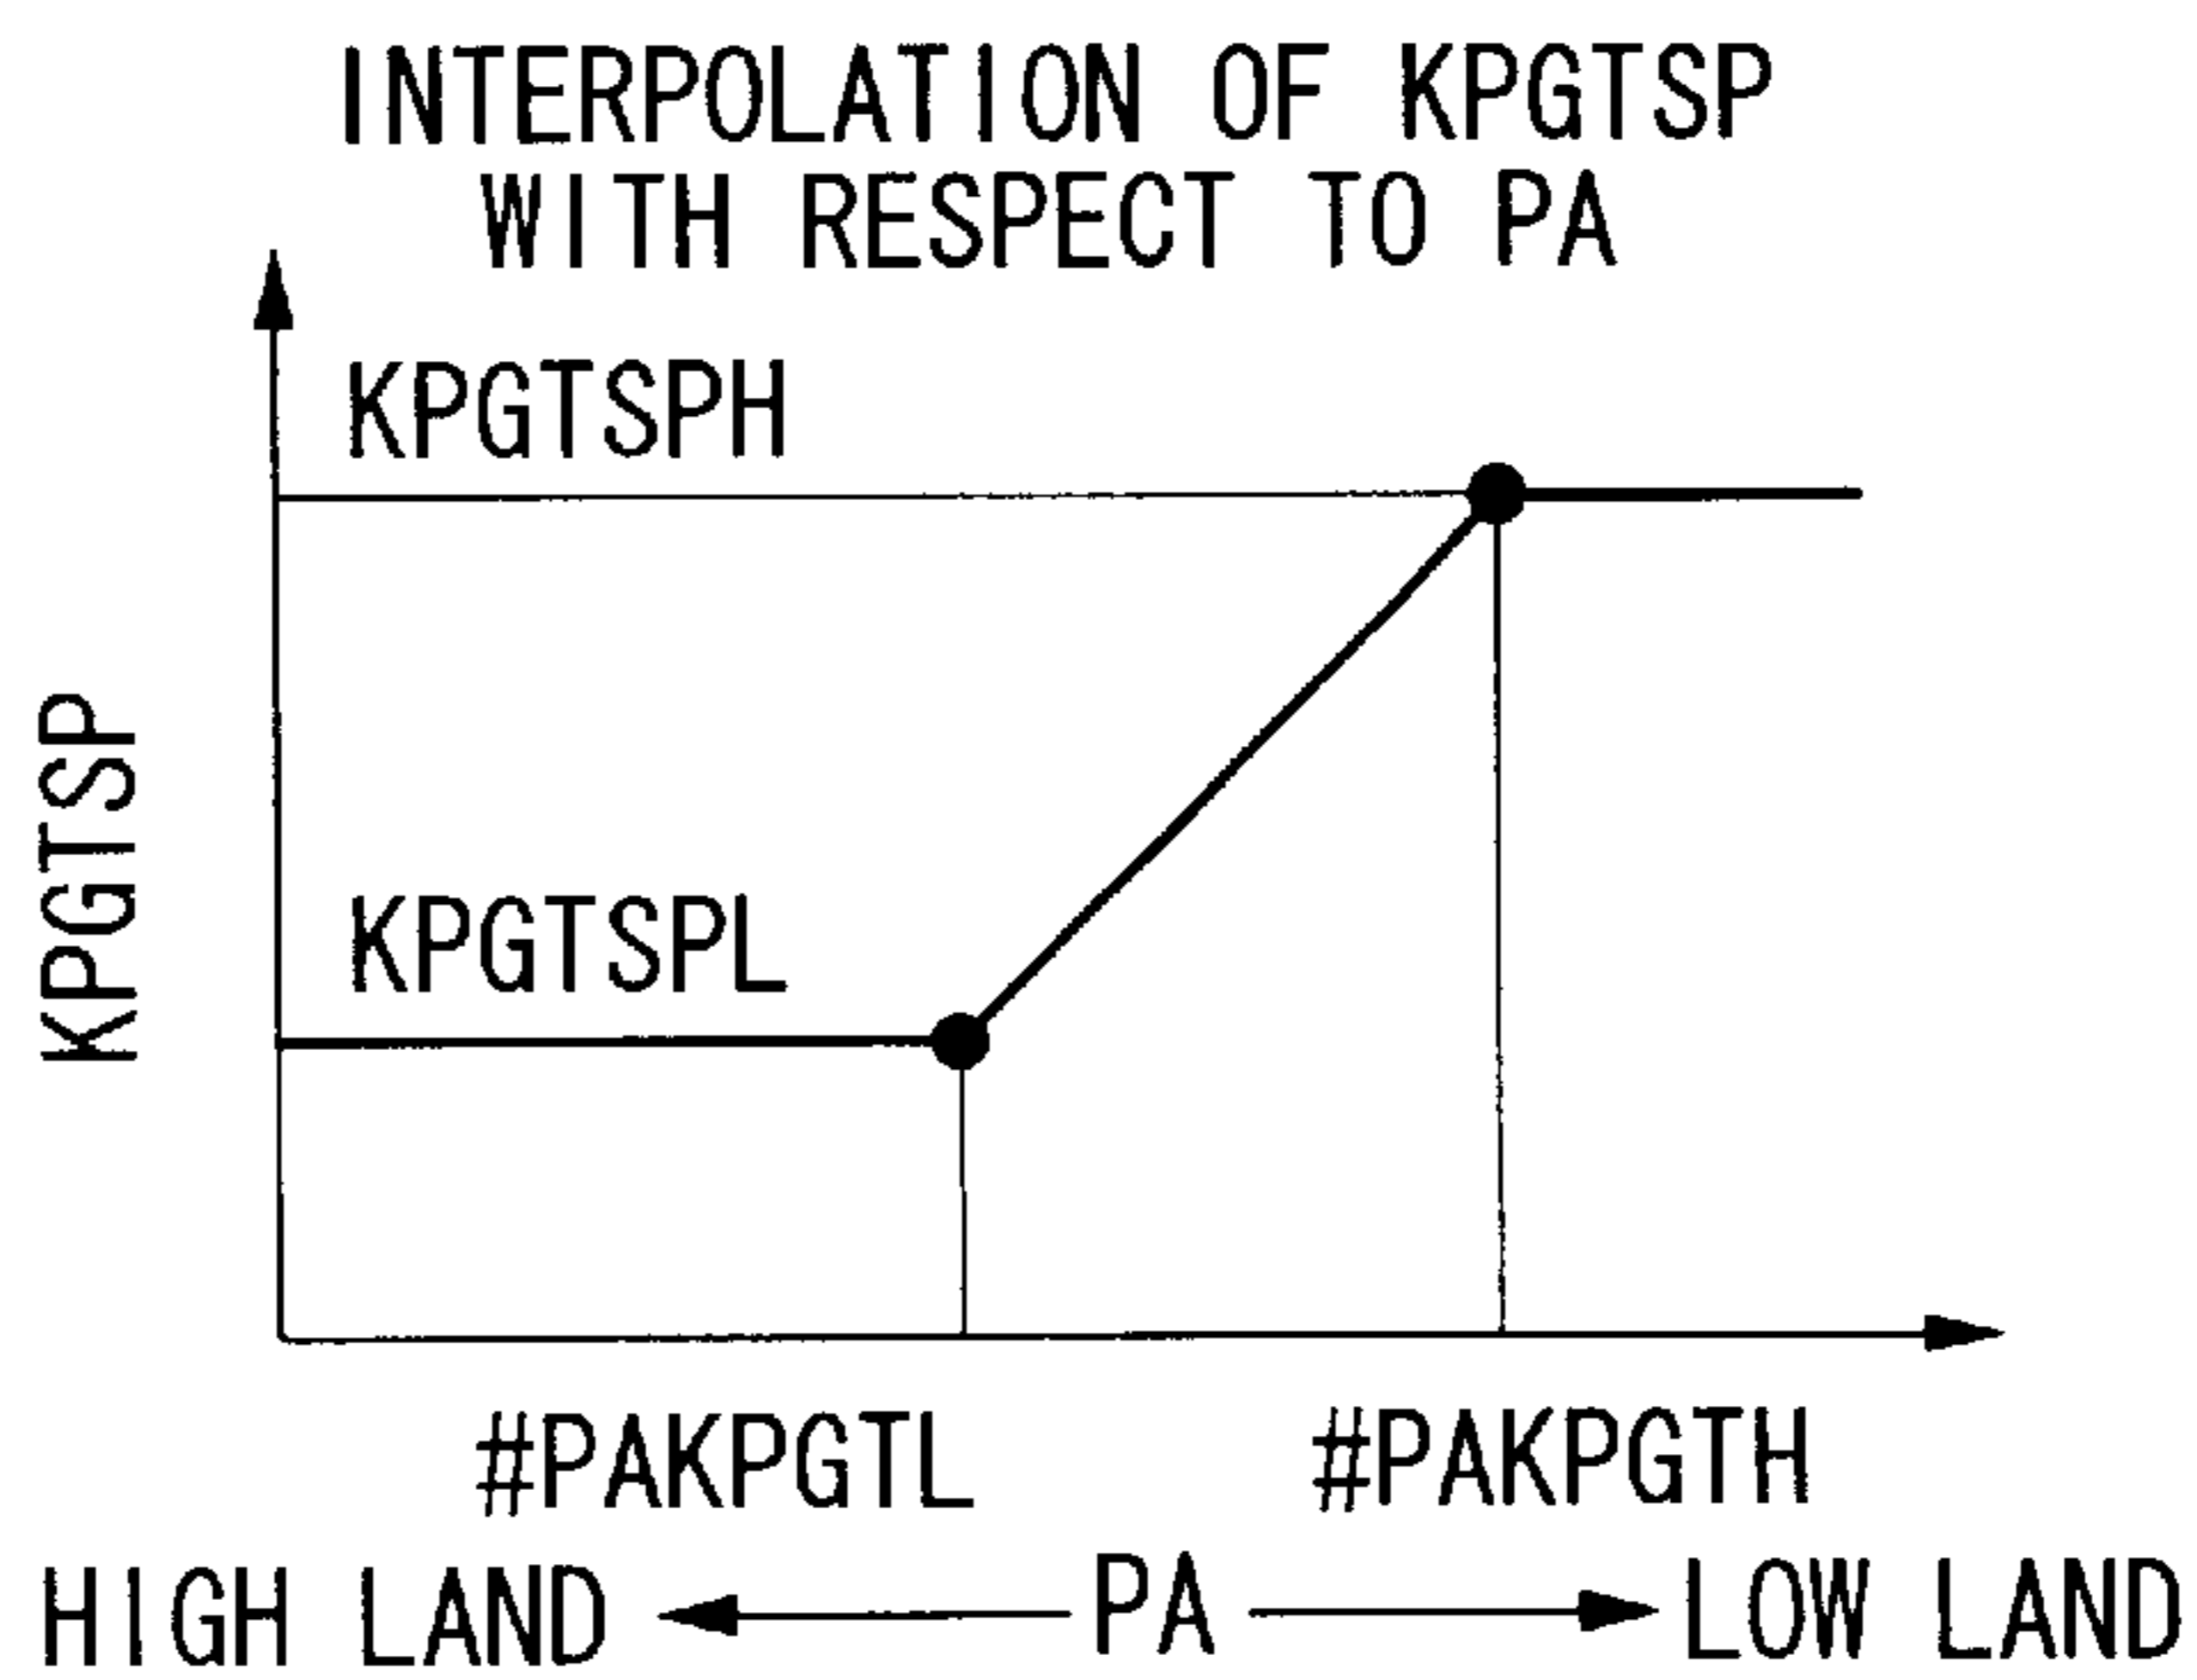 INTERPOLATION OF KPGTSP
WITH RESPECT TO PA
KPGTSPH
KPGTSP
KPGTSPL
#PAKPGTL #PAKPGTH
HIGH LAND PA LOW LAND